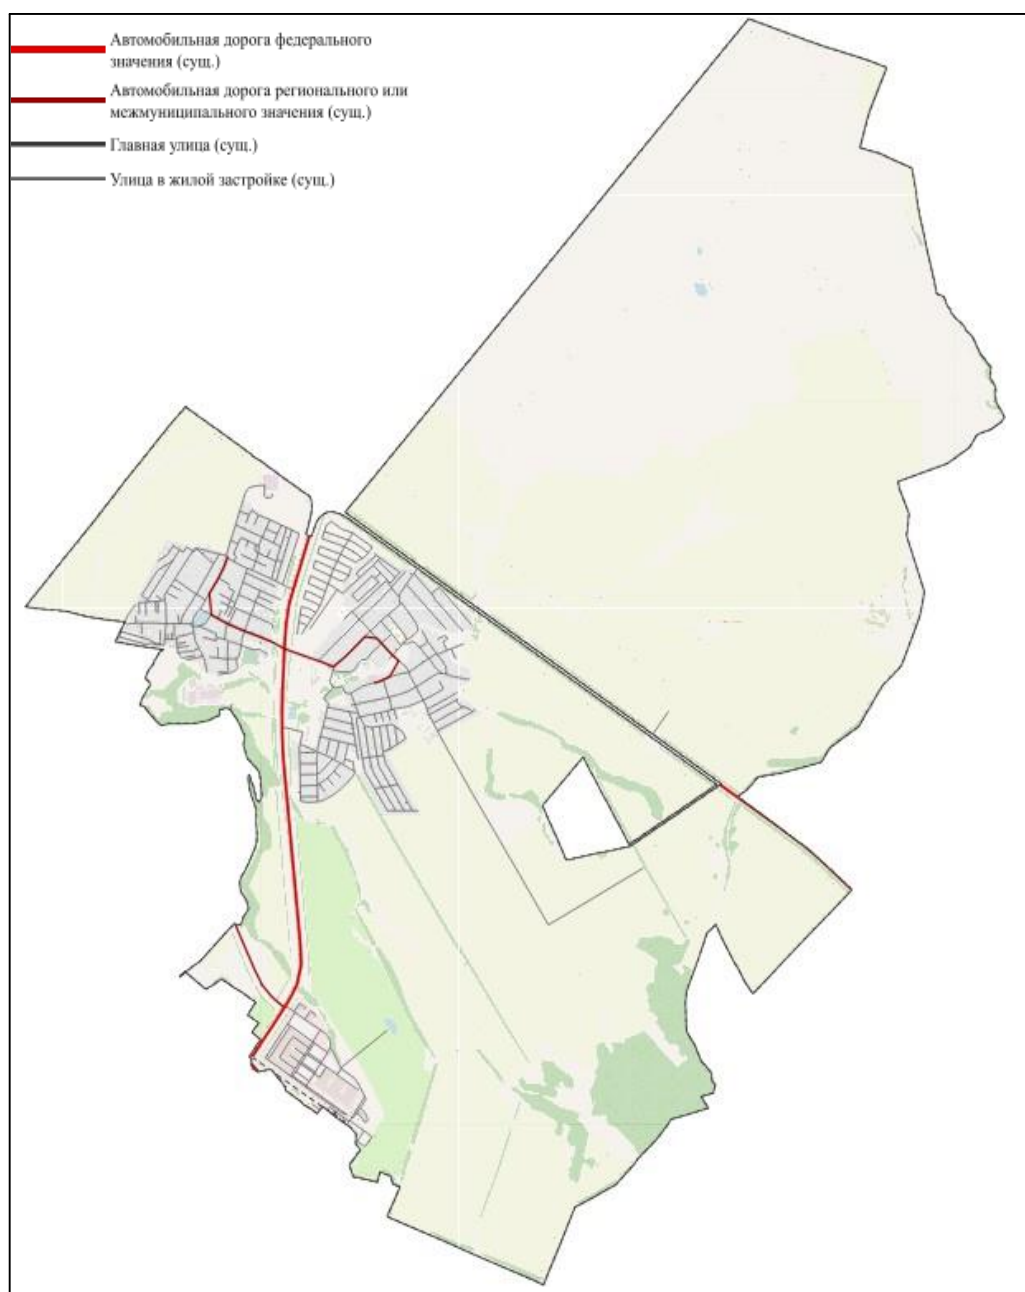 Автомобильная дорога федерального
значения (сущ.)
Автомобильная дорога регионального или
межмуниципального значения (сущ.)
Главная улица (сущ.)
Улица в жилой застройке (сущ.)